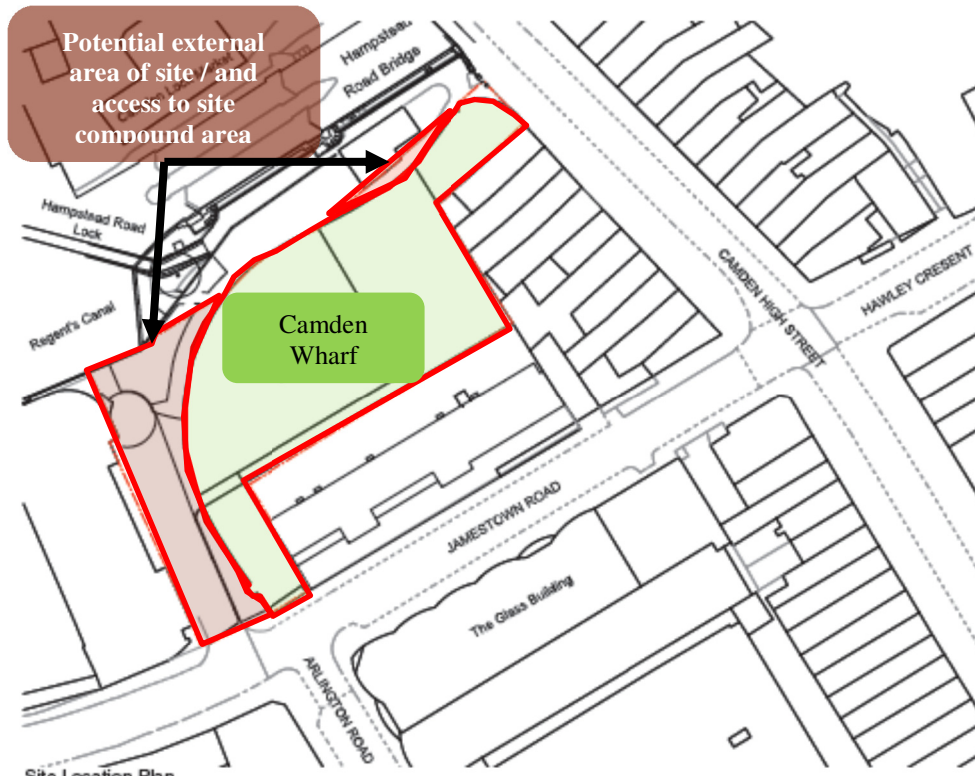 Potential external
area of site / and
access to site
compound area
Hampstead
Road Bridge
Hampstead Road
Lock
Regent's Canal
Camden
Wharf
CAMDEN HIGH STREET
HAWLEY CRESENT
JAMESTOWN ROAD
The Glass Building
ARLINGTON ROAD
Site Location Plan